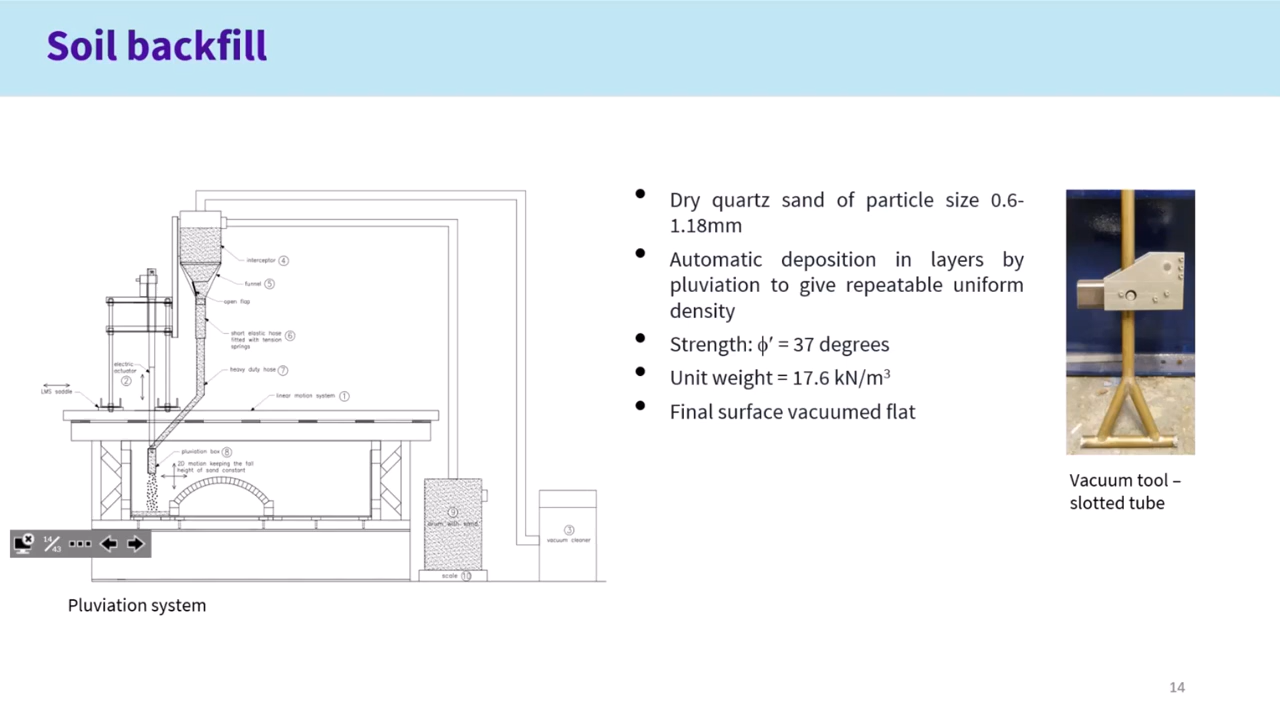 Soil backfill
interceptor 4
funnel 5
open flap
short elastic hose 6
fitted with tension
springs
electric
actuator
2
heavy duty hose 7
LMS saddle
linear motion system 1
pluviation box 8
2D motion keeping the fall
height of sand constant
9
drum with sand
3
vacuum cleaner
scale 10
14/43
Pluviation system
• Dry quartz sand of particle size 0.6-
1.18mm
• Automatic deposition in layers by
pluviation to give repeatable uniform
density
• Strength: ϕ′ = 37 degrees
• Unit weight = 17.6 kN/m³
• Final surface vacuumed flat
Vacuum tool –
slotted tube
14